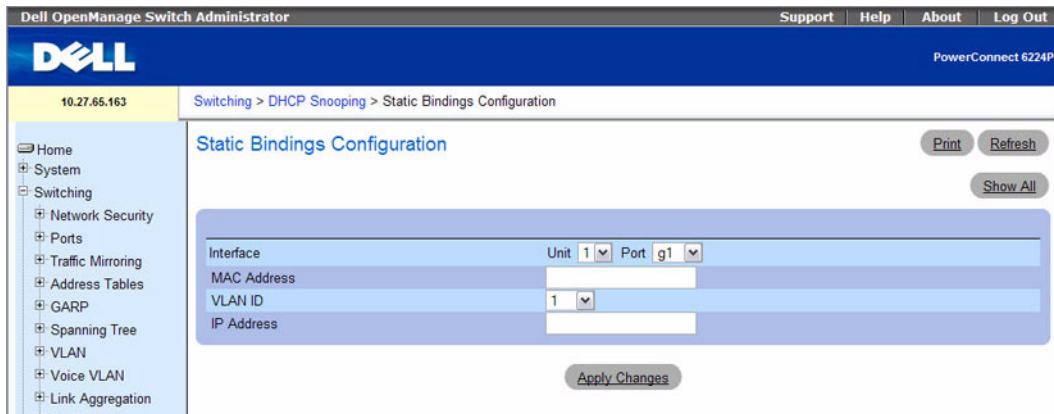 Dell OpenManage Switch Administrator Support Help About Log Out
DELL
PowerConnect 6224P
10.27.65.163
Switching > DHCP Snooping > Static Bindings Configuration
Home
System
Switching
Network Security
Ports
Traffic Mirroring
Address Tables
GARP
Spanning Tree
VLAN
Voice VLAN
Link Aggregation
Static Bindings Configuration
Print Refresh
Show All
Interface Unit 1 Port g1
MAC Address
VLAN ID 1
IP Address
Apply Changes